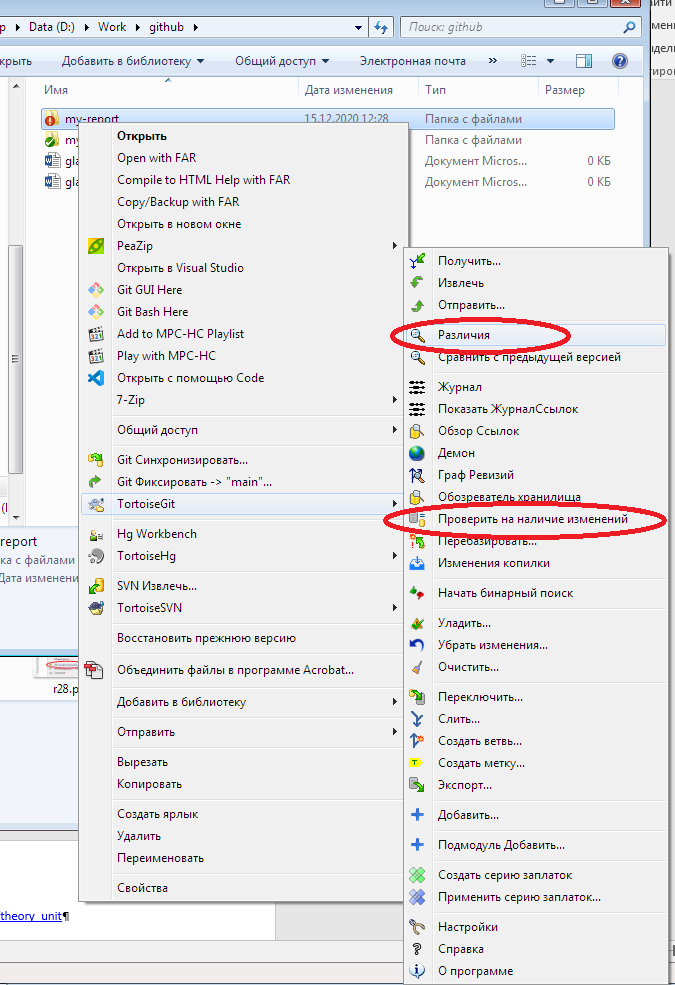 Data (D:) ▸ Work ▸ github ▸
Поиск: github
Добавить в библиотеку
Общий доступ
Электронная почта
»
Имя
Дата изменения
Тип
Размер
my-report
15.12.2020 12:28
Папка с файлами
Папка с файлами
Документ Micros...
0 КБ
Документ Micros...
0 КБ
Открыть
Open with FAR
Compile to HTML Help with FAR
Copy/Backup with FAR
Открыть в новом окне
PeaZip
Открыть в Visual Studio
Git GUI Here
Git Bash Here
Add to MPC-HC Playlist
Play with MPC-HC
Открыть с помощью Code
7-Zip
Общий доступ
Git Синхронизировать...
Git Фиксировать -> "main"...
TortoiseGit
Hg Workbench
TortoiseHg
SVN Извлечь...
TortoiseSVN
Восстановить прежнюю версию
Объединить файлы в программе Acrobat...
Добавить в библиотеку
Отправить
Вырезать
Копировать
Создать ярлык
Удалить
Переименовать
Свойства
Получить...
Извлечь
Отправить...
Различия
Сравнить с предыдущей версией
Журнал
Показать ЖурналСсылок
Обзор Ссылок
Демон
Граф Ревизий
Обозреватель хранилища
Проверить на наличие изменений
Перебазировать...
Изменения копилки
Начать бинарный поиск
Уладить...
Убрать изменения...
Очистить...
Переключить...
Слить...
Создать ветвь...
Создать метку...
Экспорт...
Добавить...
Подмодуль Добавить...
Создать серию заплаток
Применить серию заплаток...
Настройки
Справка
О программе
report
ка с файлами
Дата изменени
r28.p
theory_unit¶